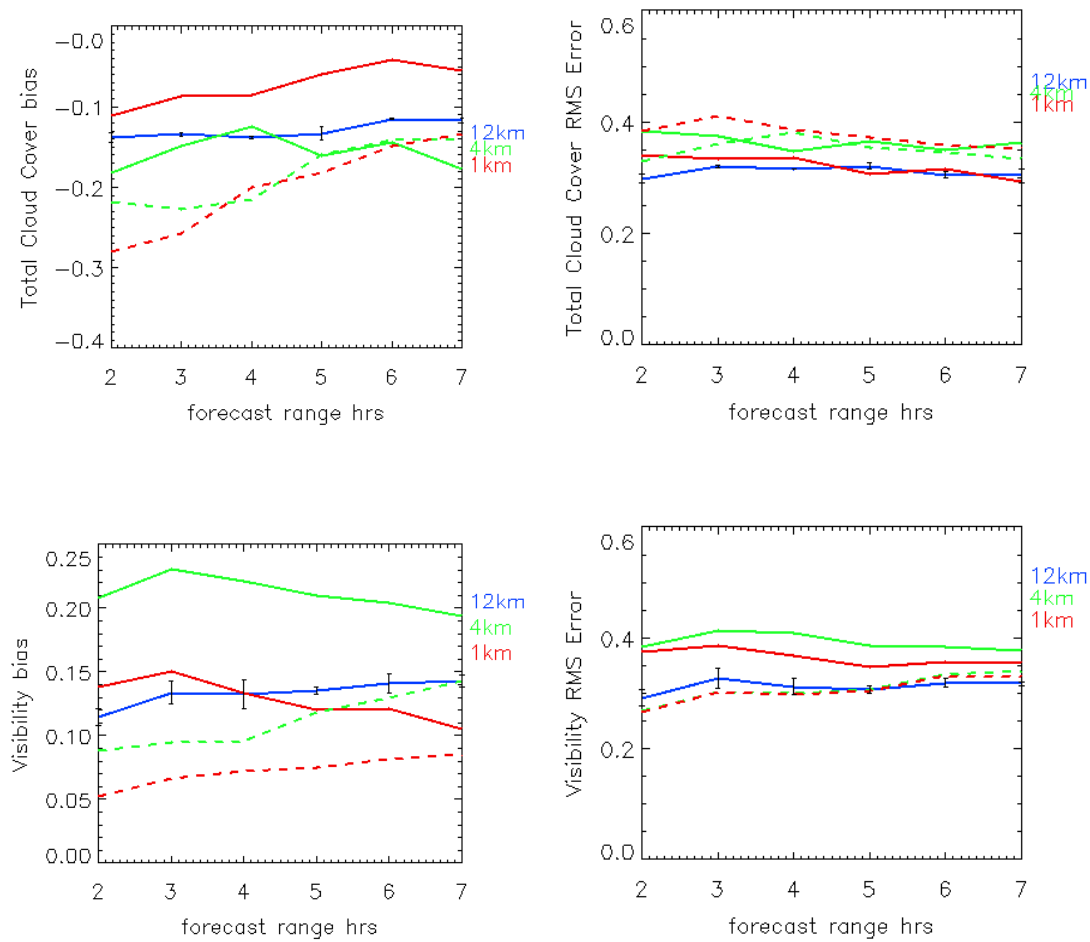 Total Cloud Cover bias
-0.0
-0.1
-0.2
-0.3
-0.4
2 3 4 5 6 7
forecast range hrs
12km
4km
1km
Total Cloud Cover RMS Error
0.6
0.4
0.2
0.0
2 3 4 5 6 7
forecast range hrs
12km
4km
1km
Visibility bias
0.25
0.20
0.15
0.10
0.05
0.00
2 3 4 5 6 7
forecast range hrs
12km
4km
1km
Visibility RMS Error
0.6
0.4
0.2
0.0
2 3 4 5 6 7
forecast range hrs
12km
4km
1km